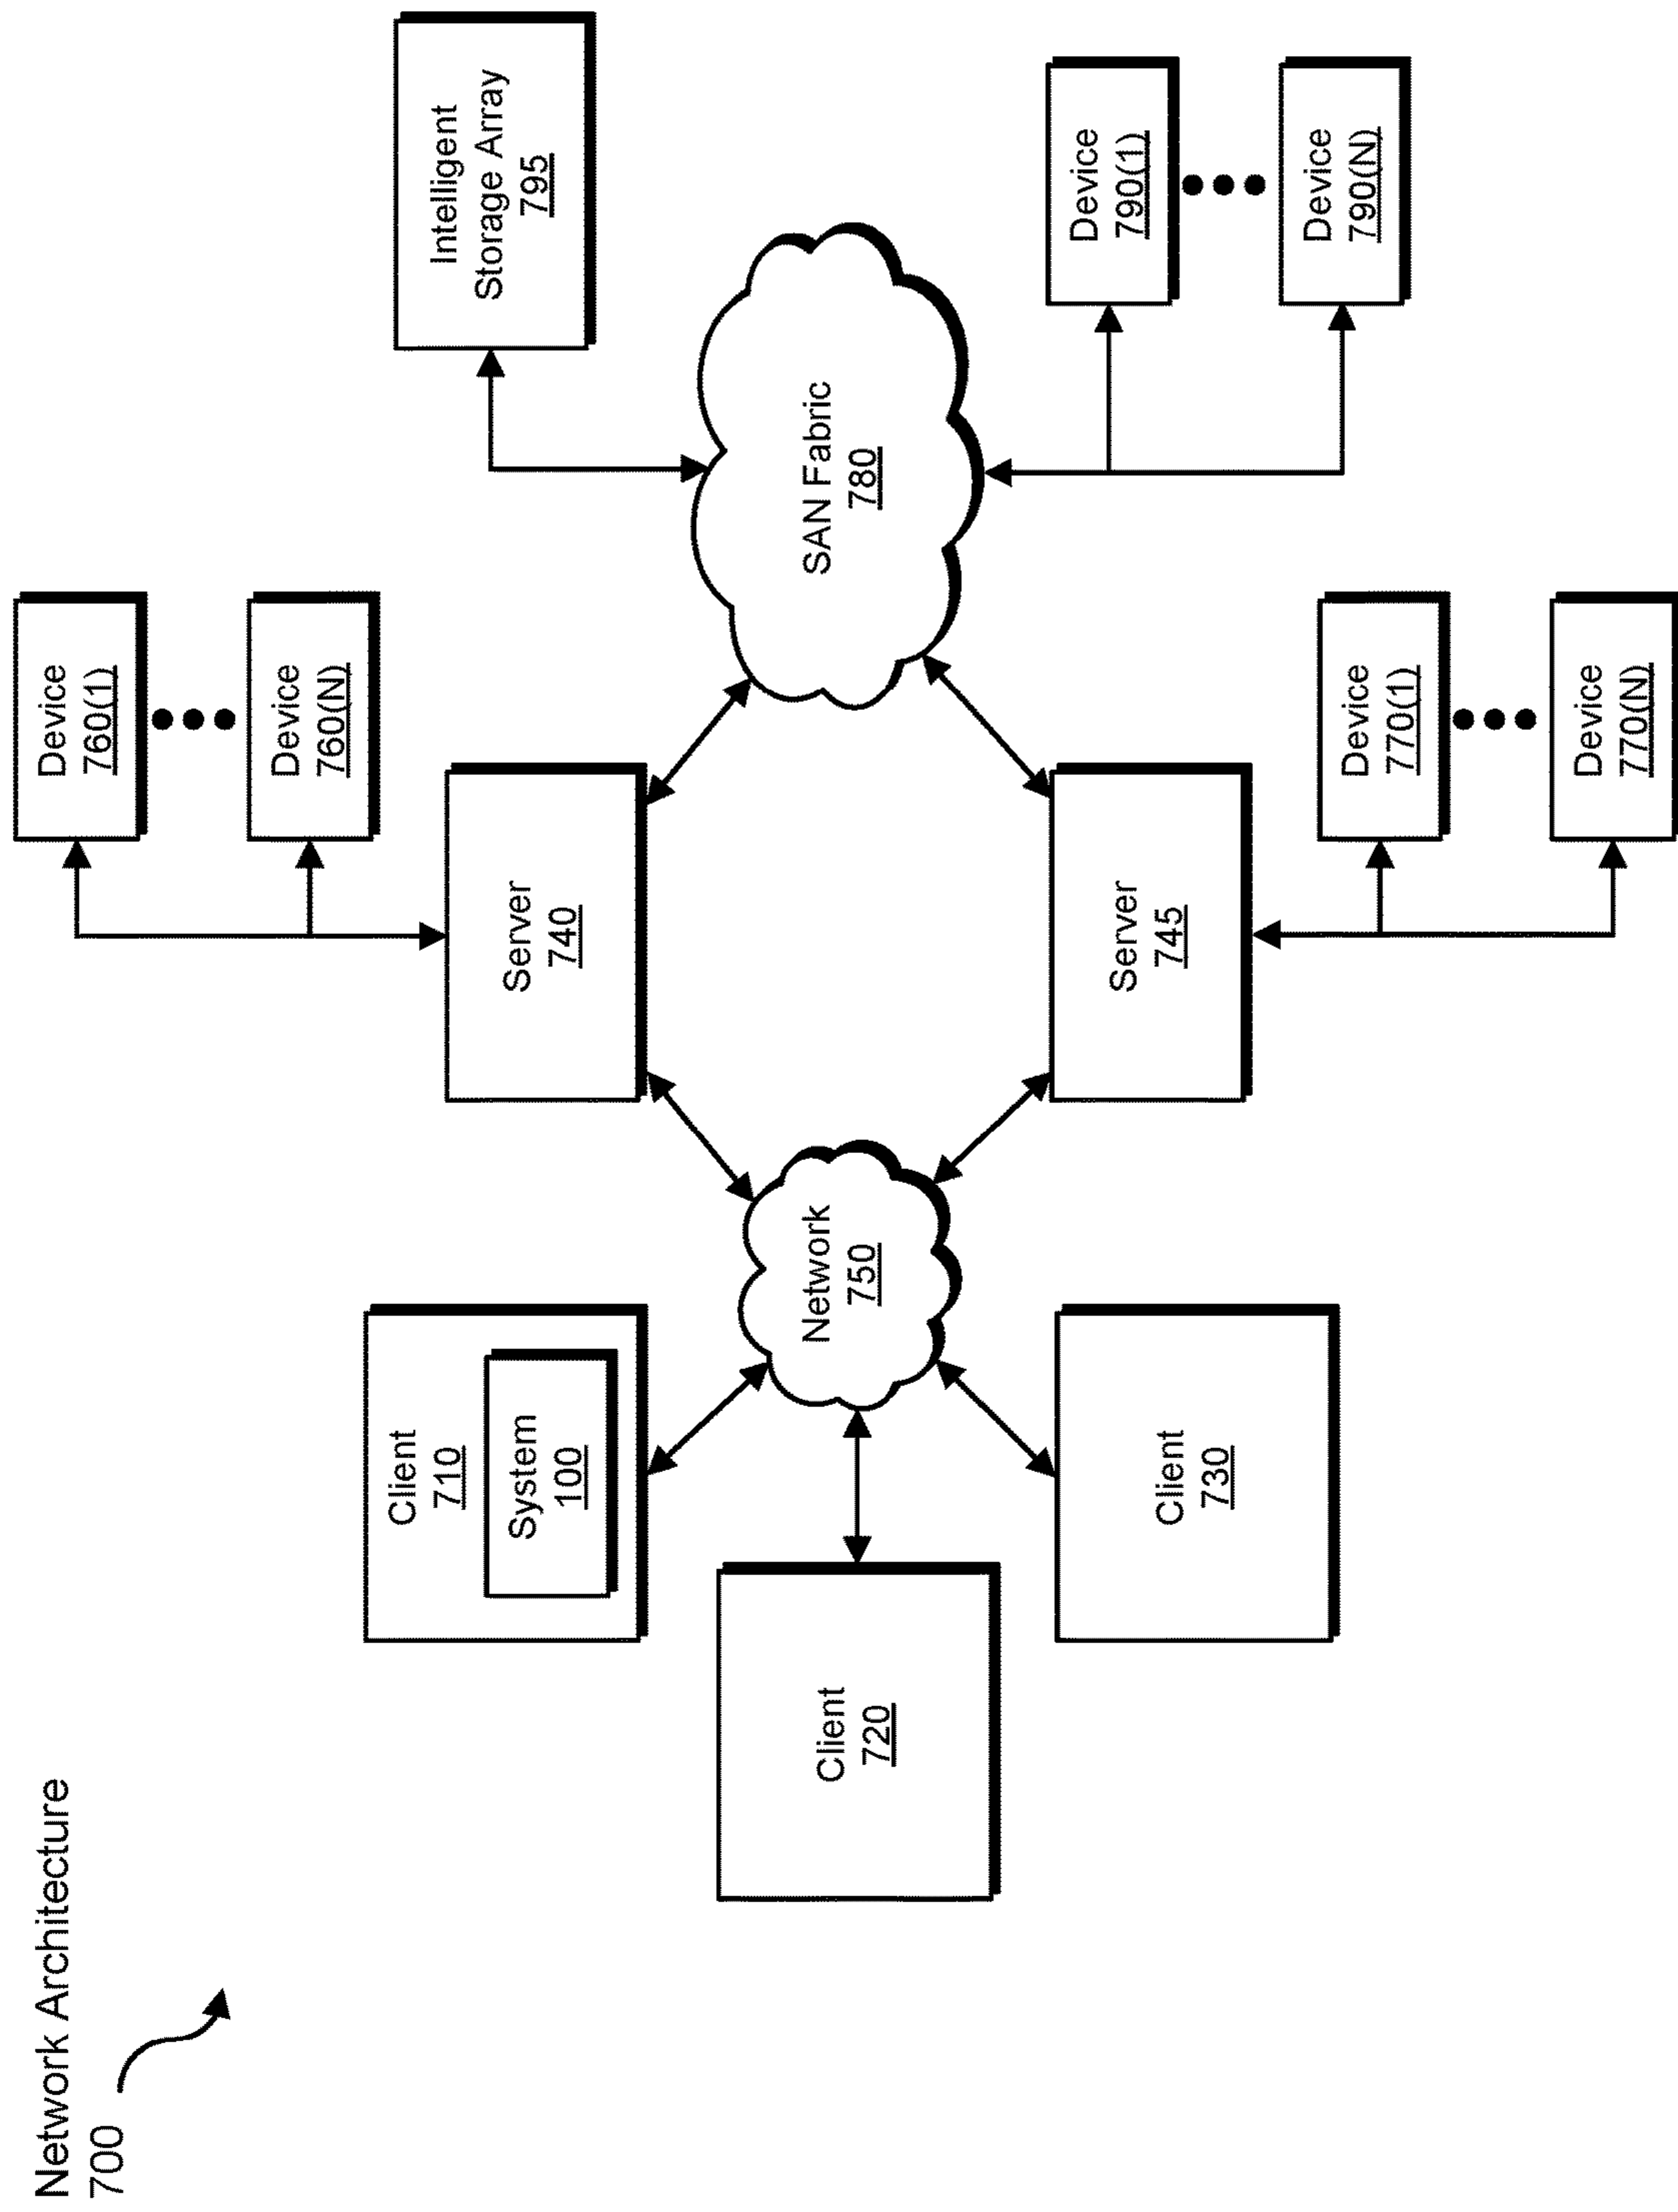 Network Architecture
700
Client
710
System
100
Client
720
Client
730
Network
750
Server
740
Server
745
Device
760(1)
Device
760(N)
Device
770(1)
Device
770(N)
SAN Fabric
780
Intelligent
Storage Array
795
Device
790(1)
Device
790(N)